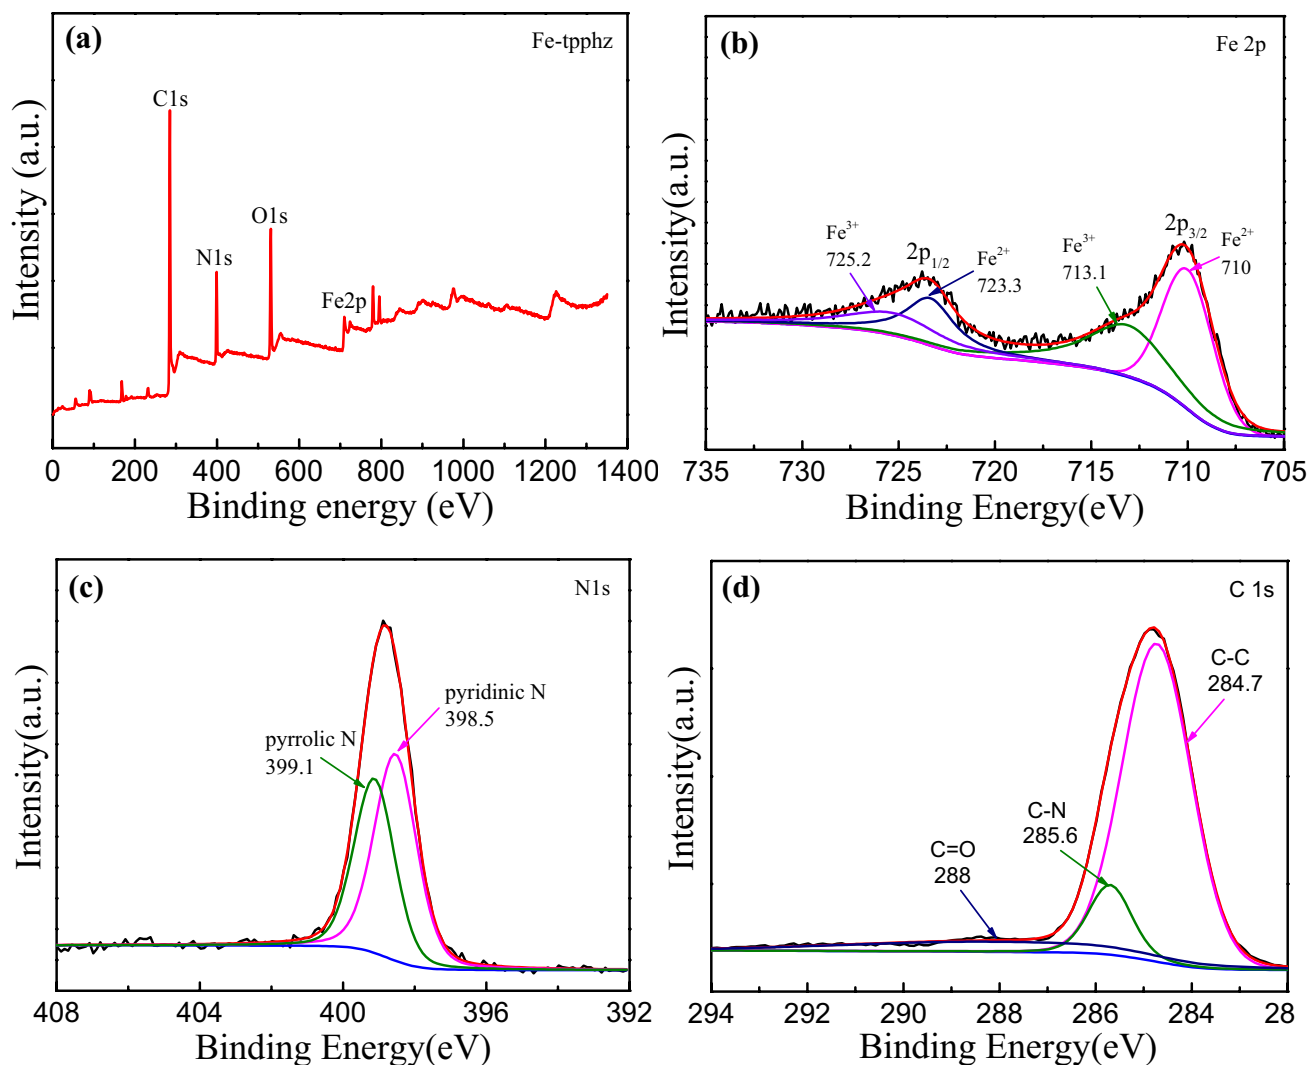 (a)
Fe-tpphz
C1s
N1s
O1s
Fe2p
Intensity (a.u.)
0 200 400 600 800 1000 1200 1400
Binding energy (eV)
(b)
Fe 2p
Fe³⁺
725.2
2p₁/₂
Fe²⁺
723.3
Fe³⁺
713.1
2p₃/₂
Fe²⁺
710
Intensity(a.u.)
735 730 725 720 715 710 705
Binding Energy(eV)
(c)
N1s
pyridinic N
398.5
pyrrolic N
399.1
Intensity(a.u.)
408 404 400 396 392
Binding Energy(eV)
(d)
C 1s
C-C
284.7
C-N
285.6
C=O
288
Intensity(a.u.)
294 292 290 288 286 284 28
Binding Energy(eV)